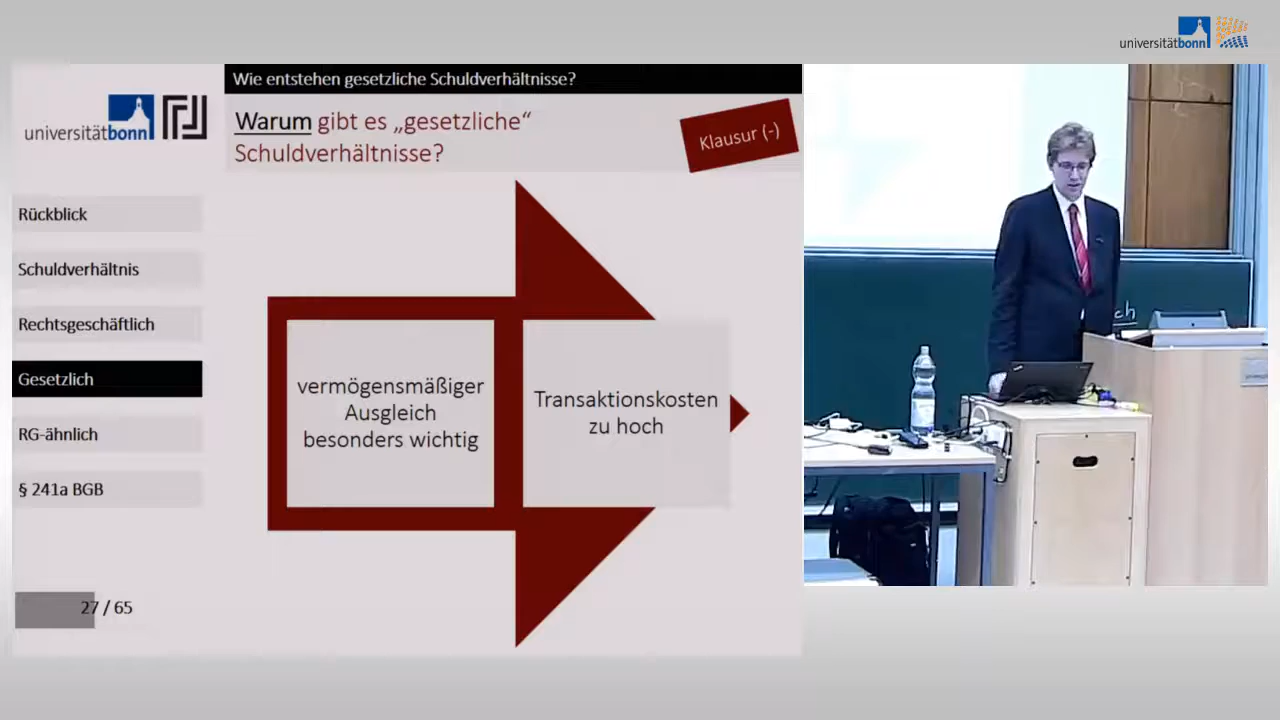 universitätbonn
Wie entstehen gesetzliche Schuldverhältnisse?
universitätbonn
Warum gibt es „gesetzliche“
Schuldverhältnisse?
Klausur (-)
Rückblick
Schuldverhältnis
Rechtsgeschäftlich
Gesetzlich
RG-ähnlich
§ 241a BGB
vermögensmäßiger
Ausgleich
besonders wichtig
Transaktionskosten
zu hoch
27 / 65